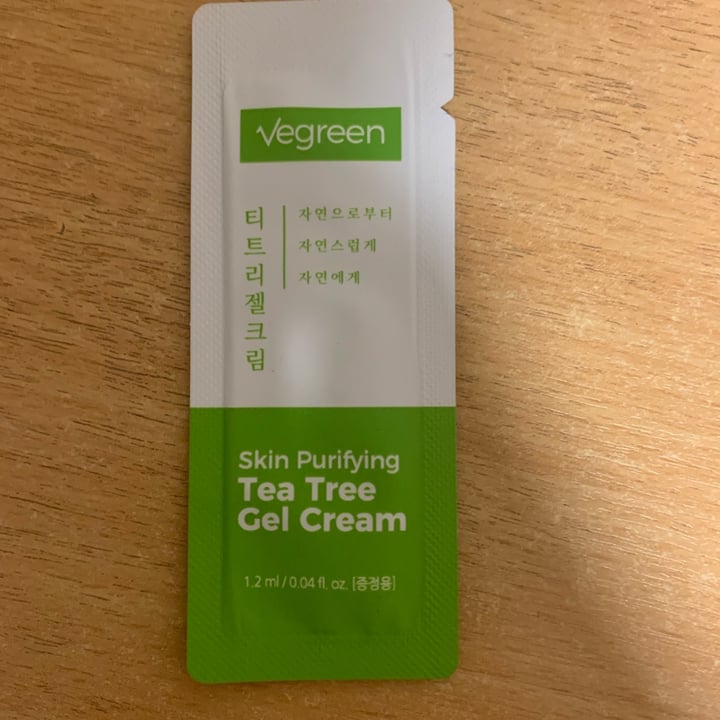 Vegreen
티트리젤크림
자연으로부터
자연스럽게
자연에게
Skin Purifying
Tea Tree
Gel Cream
1.2 ml / 0.04 fl. oz. [증정용]